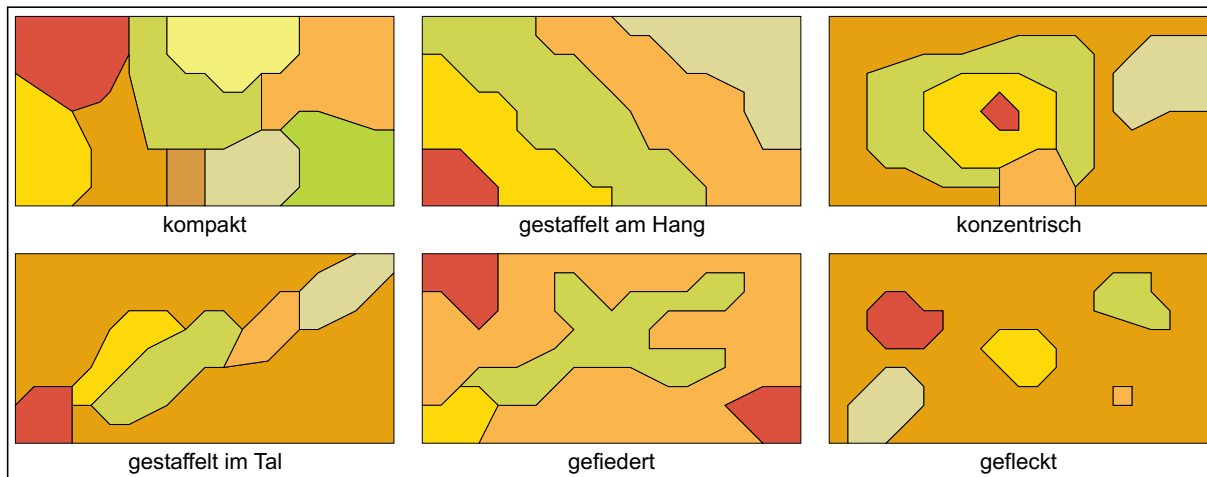 kompakt
gestaffelt am Hang
konzentrisch
gestaffelt im Tal
gefiedert
gefleckt